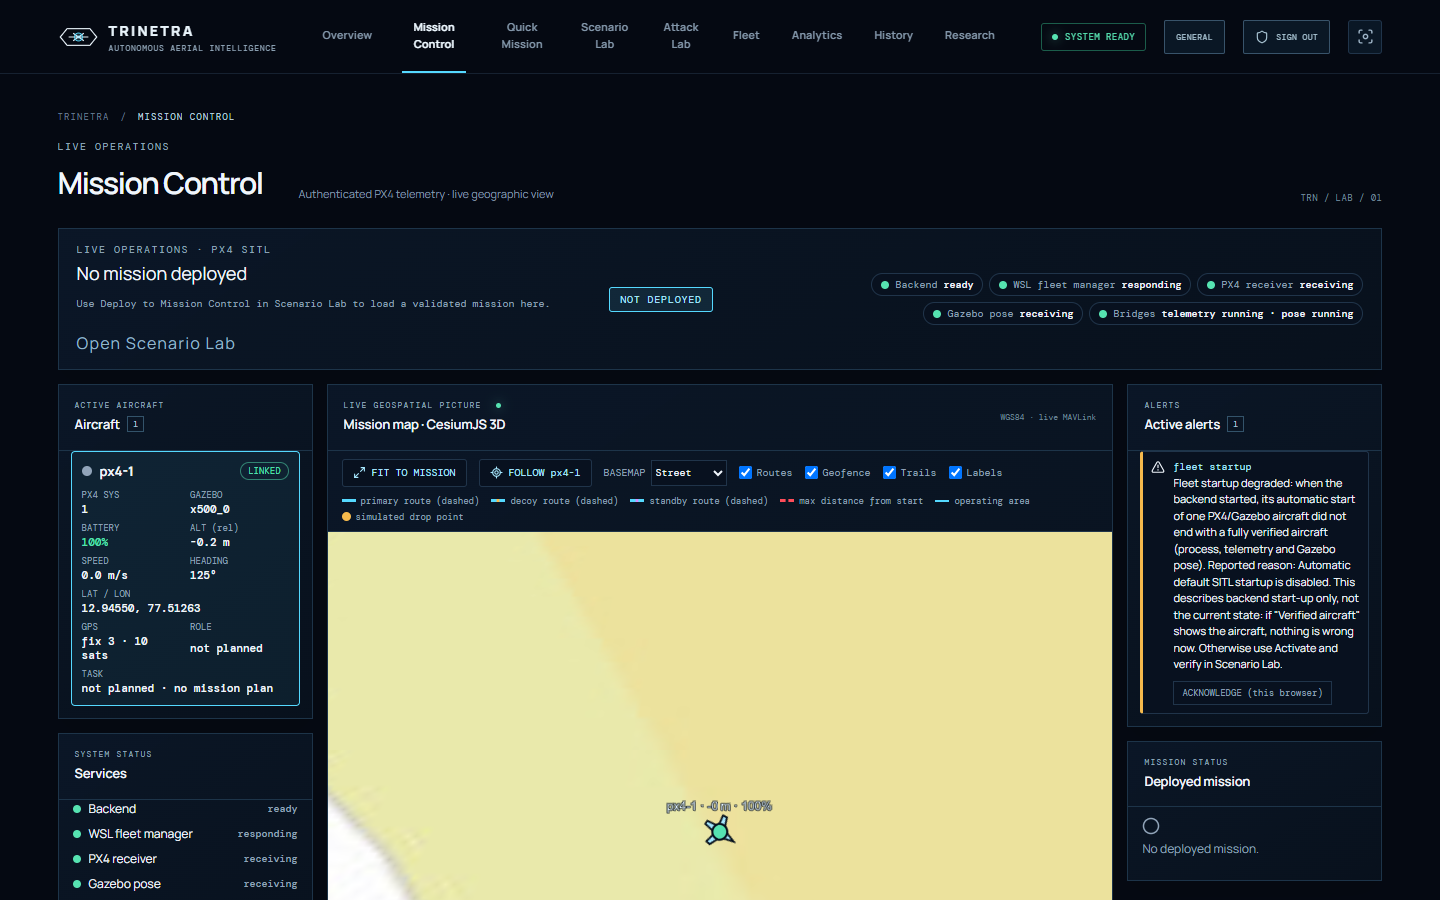 TRINETRA
AUTONOMOUS AERIAL INTELLIGENCE
Overview
Mission Control
Quick Mission
Scenario Lab
Attack Lab
Fleet
Analytics
History
Research
SYSTEM READY
GENERAL
SIGN OUT
TRINETRA / MISSION CONTROL
LIVE OPERATIONS
Mission Control
Authenticated PX4 telemetry · live geographic view
TRN / LAB / 01
LIVE OPERATIONS · PX4 SITL
No mission deployed
Use Deploy to Mission Control in Scenario Lab to load a validated mission here.
Open Scenario Lab
NOT DEPLOYED
Backend ready
WSL fleet manager responding
PX4 receiver receiving
Gazebo pose receiving
Bridges telemetry running · pose running
ACTIVE AIRCRAFT
Aircraft 1
px4-1
LINKED
PX4 SYS
1
GAZEBO
x500_0
BATTERY
100%
ALT (rel)
-0.2 m
SPEED
0.0 m/s
HEADING
125°
LAT / LON
12.94550, 77.51263
GPS
fix 3 · 10
sats
ROLE
not planned
TASK
not planned · no mission plan
SYSTEM STATUS
Services
Backend ready
WSL fleet manager responding
PX4 receiver receiving
Gazebo pose receiving
LIVE GEOSPATIAL PICTURE
Mission map · CesiumJS 3D
WGS84 · live MAVLink
FIT TO MISSION
FOLLOW px4-1
BASEMAP
Street
Routes
Geofence
Trails
Labels
primary route (dashed)
decoy route (dashed)
standby route (dashed)
max distance from start
operating area
simulated drop point
px4-1 · -0 m · 100%
ALERTS
Active alerts 1
fleet startup
Fleet startup degraded: when the
backend started, its automatic start
of one PX4/Gazebo aircraft did not
end with a fully verified aircraft
(process, telemetry and Gazebo
pose). Reported reason: Automatic
default SITL startup is disabled. This
describes backend start-up only, not
the current state: if "Verified aircraft"
shows the aircraft, nothing is wrong
now. Otherwise use Activate and
verify in Scenario Lab.
ACKNOWLEDGE (this browser)
MISSION STATUS
Deployed mission
No deployed mission.